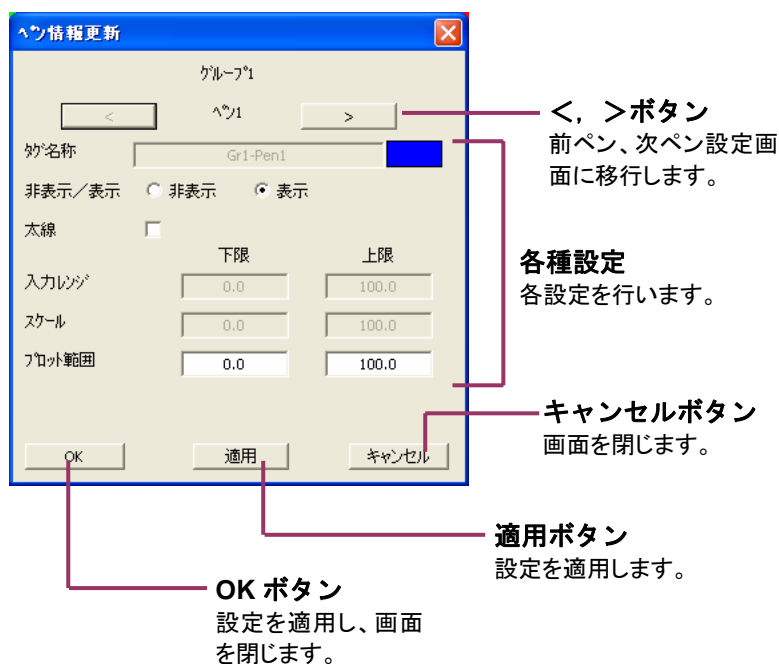 ﾍﾟﾝ情報更新
ｸﾞﾙｰﾌﾟ1
<
ﾍﾟﾝ1
>
ﾀｸﾞ名称
Gr1-Pen1
非表示／表示
非表示
表示
太線
下限
上限
入力ﾚﾝｼﾞ
0.0
100.0
ｽｹｰﾙ
0.0
100.0
ﾌﾟﾛｯﾄ範囲
0.0
100.0
OK
適用
キャンセル
＜，＞ボタン
前ペン、次ペン設定画
面に移行します。
各種設定
各設定を行います。
キャンセルボタン
画面を閉じます。
適用ボタン
設定を適用します。
OK ボタン
設定を適用し、画面
を閉じます。